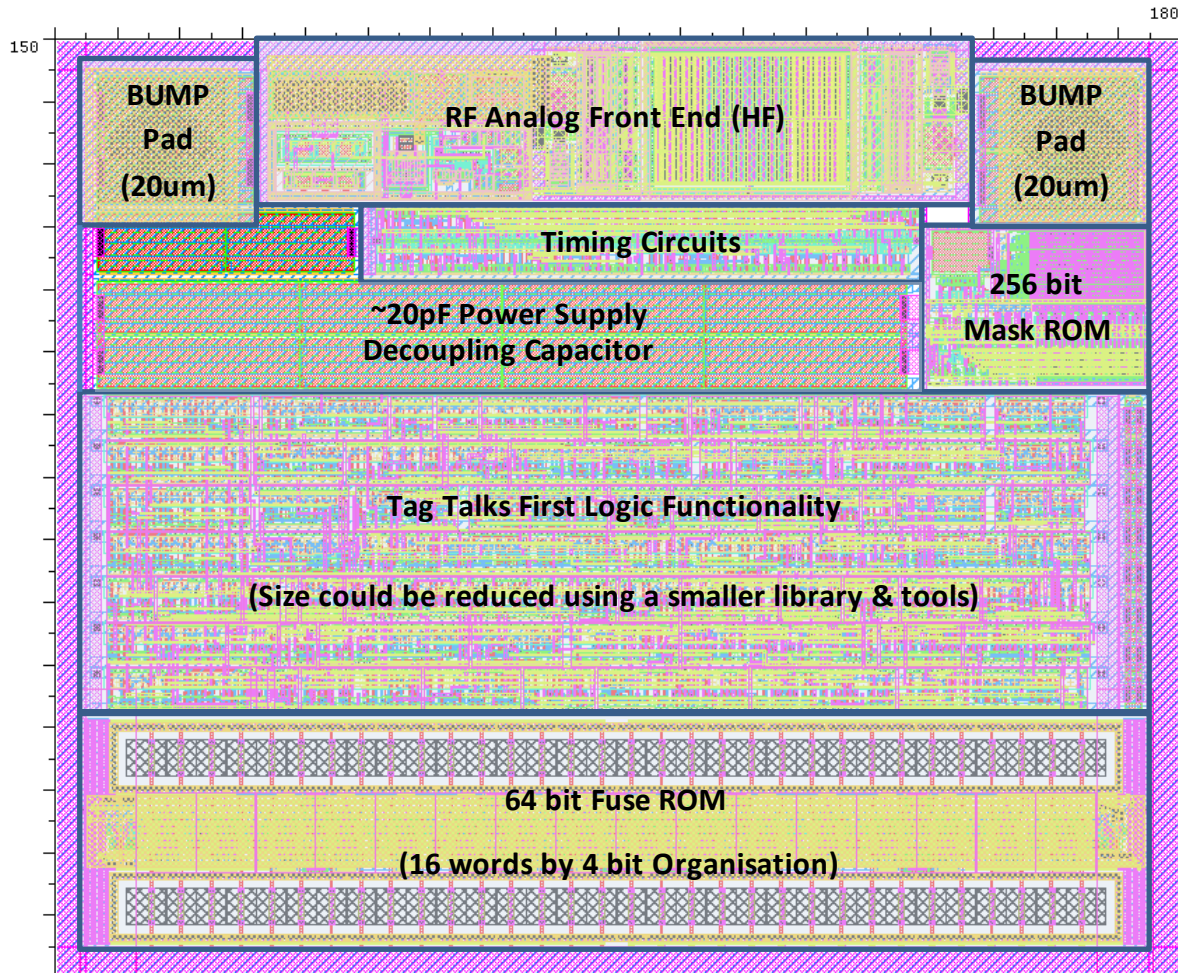 180
150
BUMP
Pad
(20um)
RF Analog Front End (HF)
BUMP
Pad
(20um)
Timing Circuits
256 bit
Mask ROM
~20pF Power Supply
Decoupling Capacitor
Tag Talks First Logic Functionality
(Size could be reduced using a smaller library & tools)
64 bit Fuse ROM
(16 words by 4 bit Organisation)